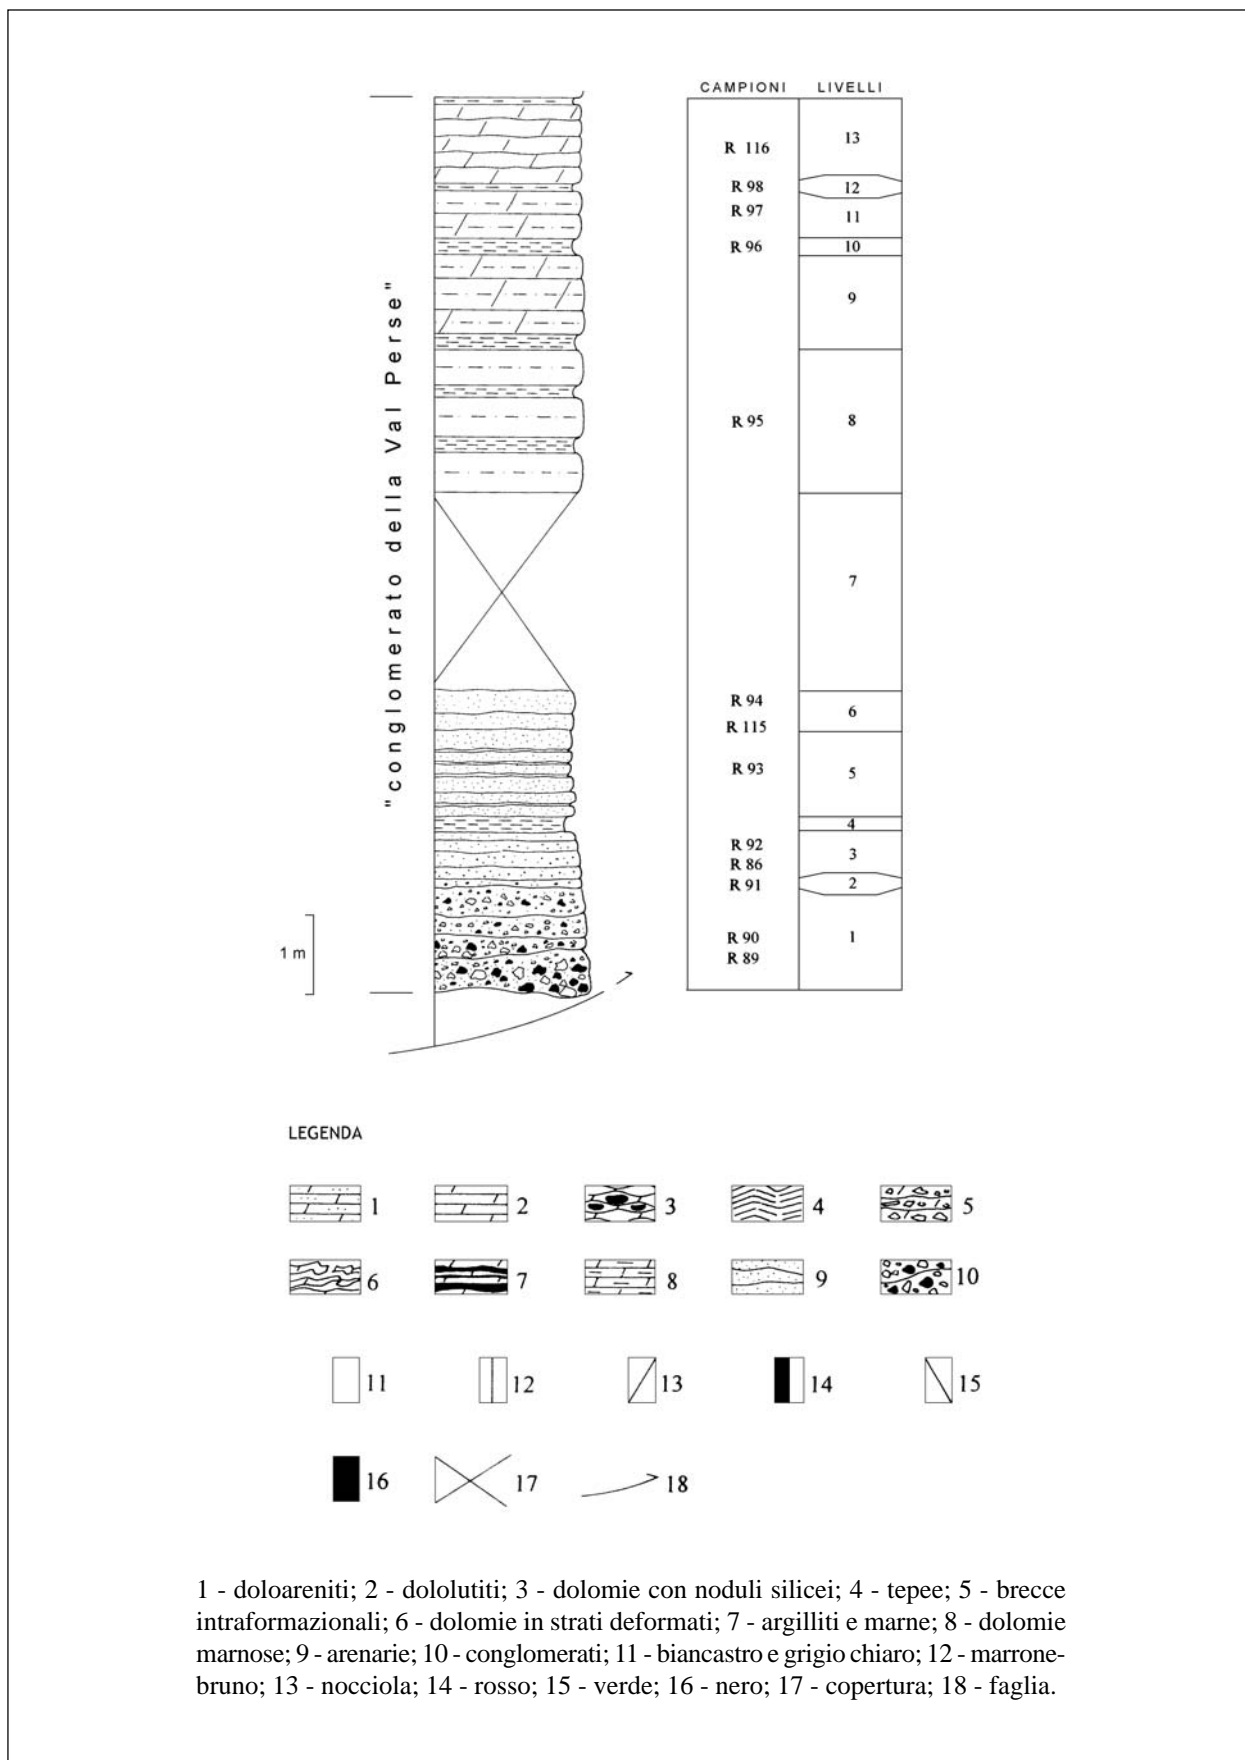 CAMPIONI LIVELLI
13
R 116
R 98 12
R 97
11
R 96 10
9
"conglomerato della Val Perse"
R 95 8
7
R 94
6
R 115
R 93 5
4
R 92
3
R 86
R 91 2
R 90 1
R 89
1 m
LEGENDA
1 2 3 4 5
6 7 8 9 10
11 12 13 14 15
16 17 18
1 - doloareniti; 2 - dololutiti; 3 - dolomie con noduli silicei; 4 - tepee; 5 - brecce
intraformazionali; 6 - dolomie in strati deformati; 7 - argilliti e marne; 8 - dolomie
marnose; 9 - arenarie; 10 - conglomerati; 11 - biancastro e grigio chiaro; 12 - marrone-
bruno; 13 - nocciola; 14 - rosso; 15 - verde; 16 - nero; 17 - copertura; 18 - faglia.